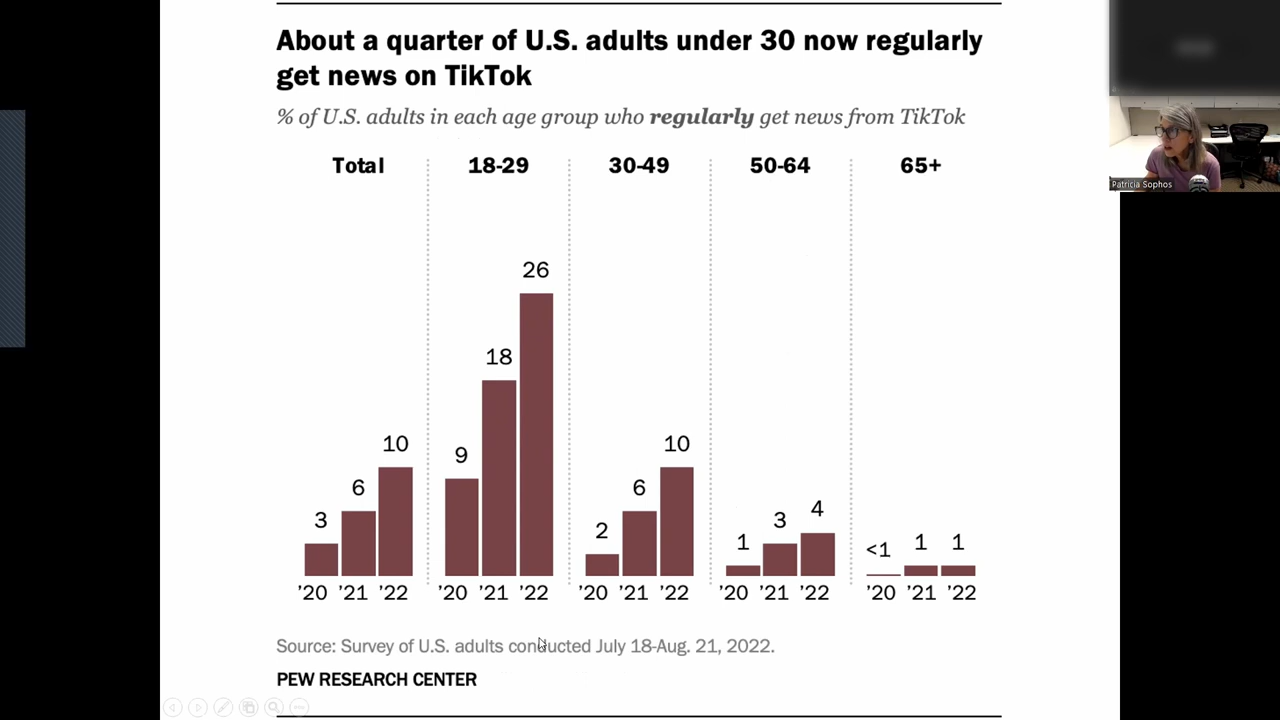 About a quarter of U.S. adults under 30 now regularly
get news on TikTok
% of U.S. adults in each age group who regularly get news from TikTok
Total 18-29 30-49 50-64 65+
3 6 10 9 18 26 2 6 10 1 3 4 <1 1 1
’20 ’21 ’22 ’20 ’21 ’22 ’20 ’21 ’22 ’20 ’21 ’22 ’20 ’21 ’22
Source: Survey of U.S. adults conducted July 18-Aug. 21, 2022.
PEW RESEARCH CENTER
Patricia Sophos